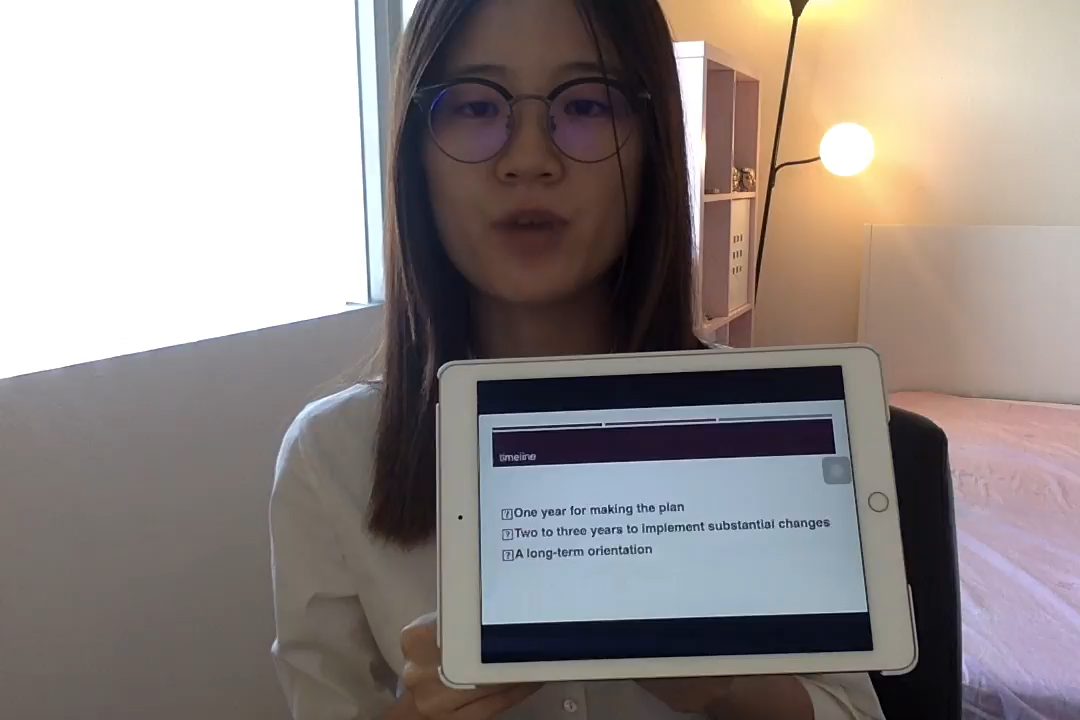 timeline
One year for making the plan
Two to three years to implement substantial changes
A long-term orientation